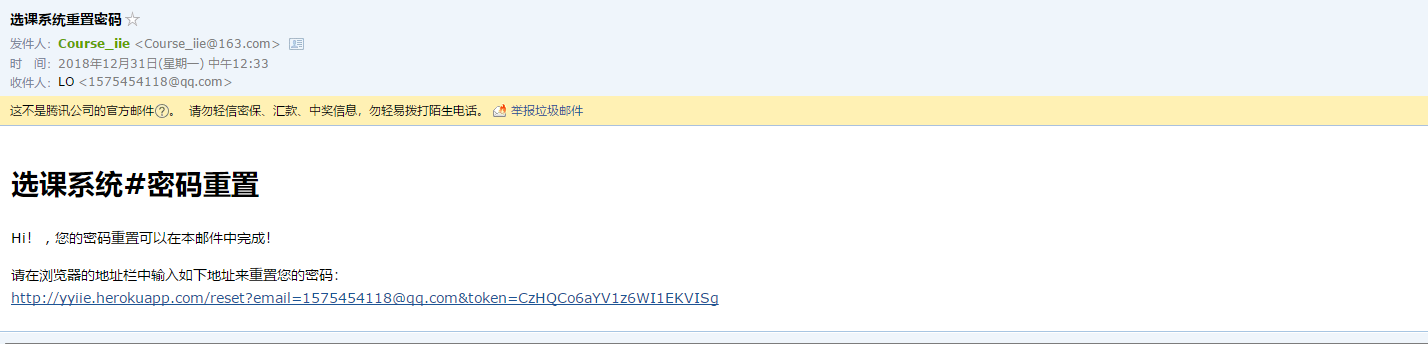 选课系统重置密码
发件人：Course_iie <Course_iie@163.com>
时 间：2018年12月31日(星期一) 中午12:33
收件人：LO <1575454118@qq.com>
这不是腾讯公司的官方邮件?。 请勿轻信密保、汇款、中奖信息，勿轻易拨打陌生电话。 举报垃圾邮件
选课系统#密码重置
Hi! ，您的密码重置可以在本邮件中完成!
请在浏览器的地址栏中输入如下地址来重置您的密码：
http://yyiie.herokuapp.com/reset?email=1575454118@qq.com&token=CzHQCo6aYV1z6WI1EKVISg